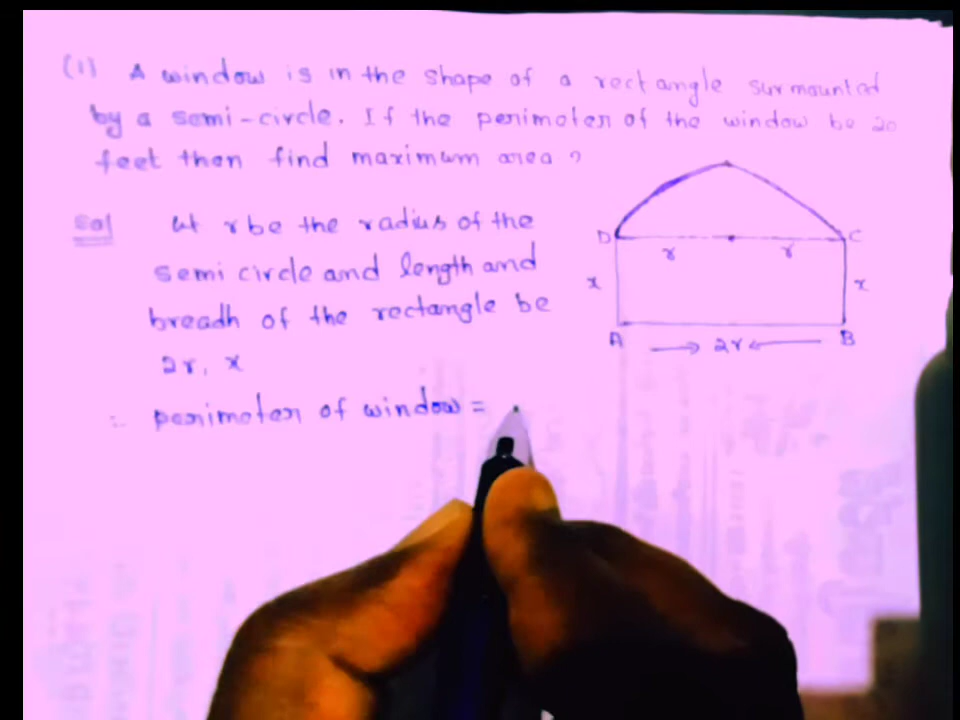 (1) A window is in the shape of a rectangle surmounted
by a semi-circle. If the perimeter of the window be 20
feet then find maximum area ?
Sol let r be the radius of the
semi circle and length and
breadh of the rectangle be
2r, x
∴ perimeter of window =
D C
r r
x x
A B
→ 2r ←